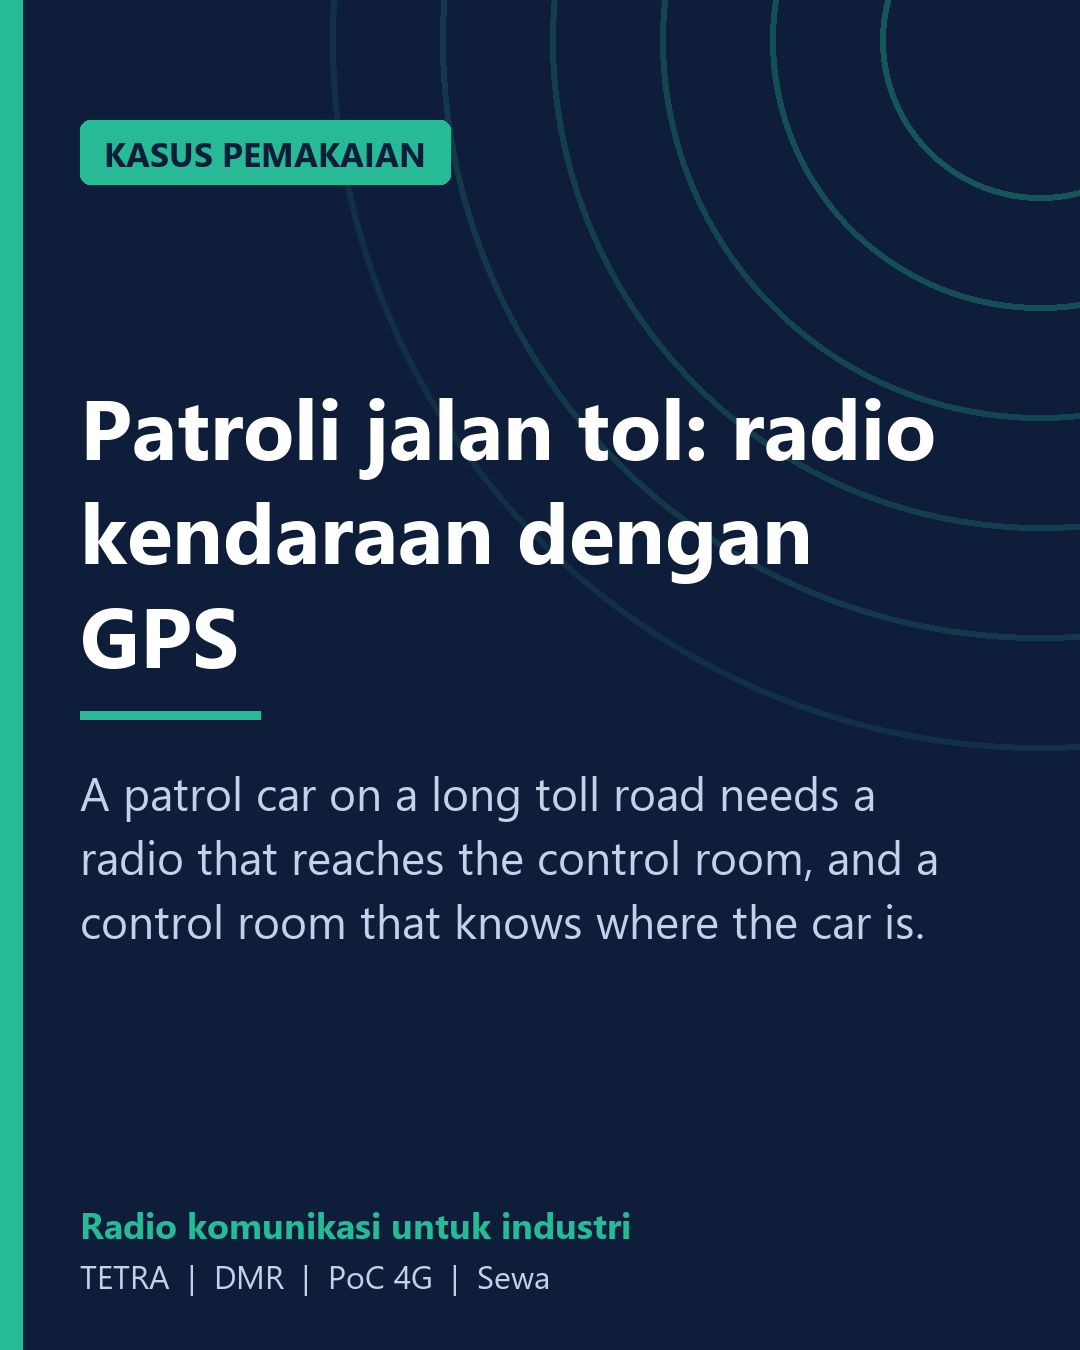 KASUS PEMAKAIAN
Patroli jalan tol: radio
kendaraan dengan
GPS
A patrol car on a long toll road needs a
radio that reaches the control room, and a
control room that knows where the car is.
Radio komunikasi untuk industri
TETRA | DMR | PoC 4G | Sewa